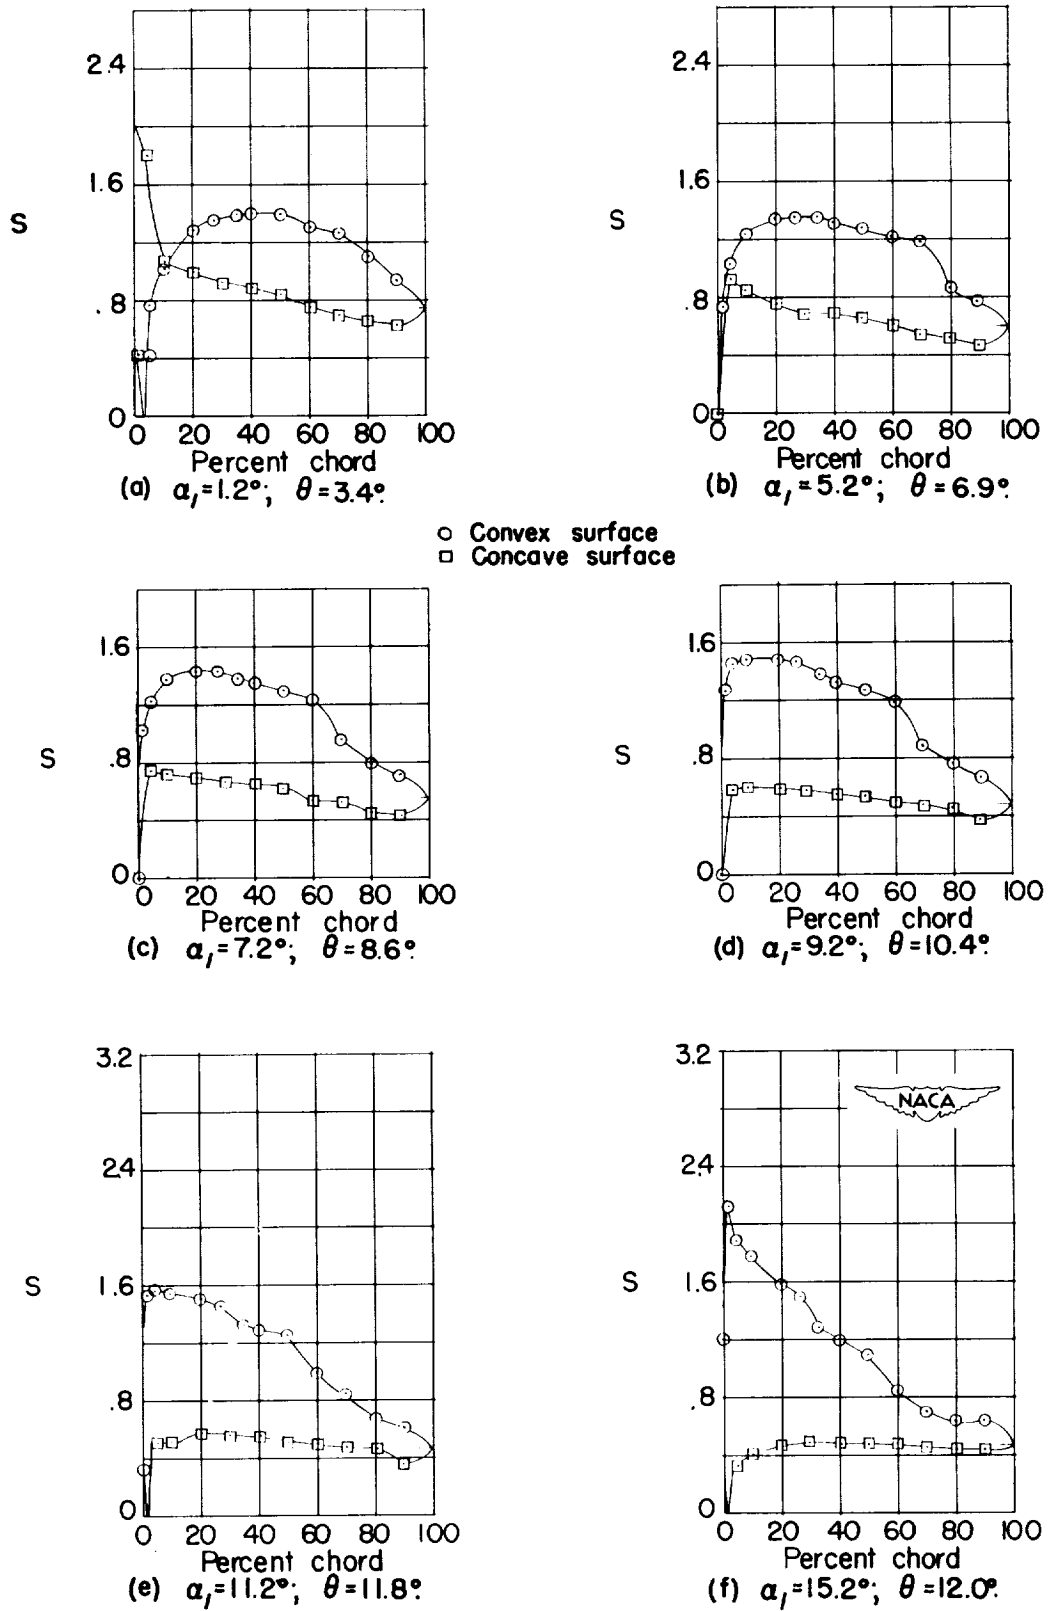 2.4
1.6
S
.8
0
0 20 40 60 80 100
Percent chord
(a) α₁=1.2°; θ=3.4°.
2.4
1.6
S
.8
0
0 20 40 60 80 100
Percent chord
(b) α₁=5.2°; θ=6.9°.
Convex surface
Concave surface
1.6
S
.8
0
0 20 40 60 80 100
Percent chord
(c) α₁=7.2°; θ=8.6°.
1.6
S
.8
0
0 20 40 60 80 100
Percent chord
(d) α₁=9.2°; θ=10.4°.
3.2
2.4
1.6
S
.8
0
0 20 40 60 80 100
Percent chord
(e) α₁=11.2°; θ=11.8°.
3.2
NACA
2.4
1.6
S
.8
0
0 20 40 60 80 100
Percent chord
(f) α₁=15.2°; θ=12.0°.